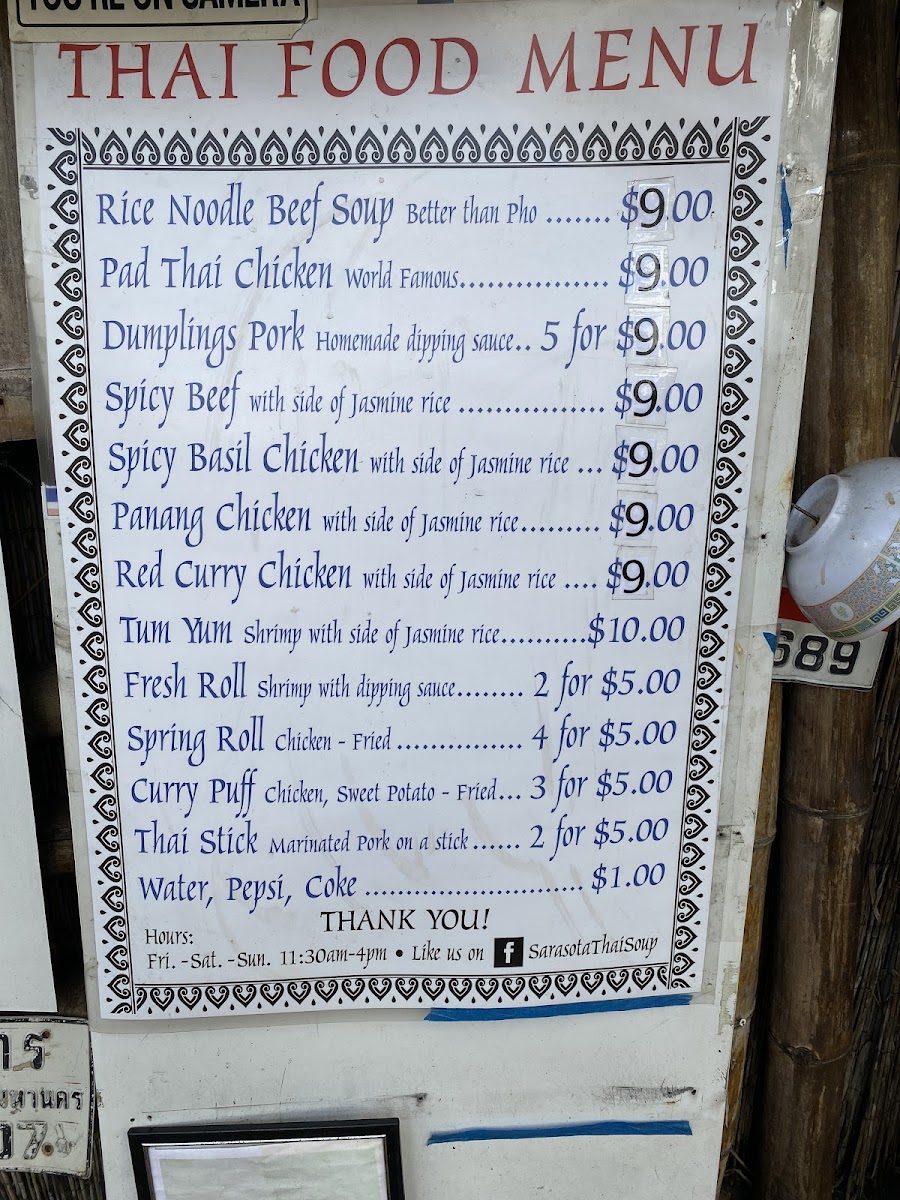 YOU'RE ON CAMERA
THAI FOOD MENU
Rice Noodle Beef Soup Better than Pho ....... $9.00
Pad Thai Chicken World Famous.................. $9.00
Dumplings Pork Homemade dipping sauce.. 5 for $9.00
Spicy Beef with side of Jasmine rice ................. $9.00
Spicy Basil Chicken with side of Jasmine rice ... $9.00
Panang Chicken with side of Jasmine rice......... $9.00
Red Curry Chicken with side of Jasmine rice .... $9.00
Tum Yum Shrimp with side of Jasmine rice...........$10.00
Fresh Roll Shrimp with dipping sauce........ 2 for $5.00
Spring Roll Chicken - Fried ................ 4 for $5.00
Curry Puff Chicken, Sweet Potato - Fried... 3 for $5.00
Thai Stick Marinated Pork on a stick ...... 2 for $5.00
Water, Pepsi, Coke ............................ $1.00
THANK YOU!
Hours:
Fri. -Sat. -Sun. 11:30am-4pm • Like us on f SarasotaThaiSoup
689